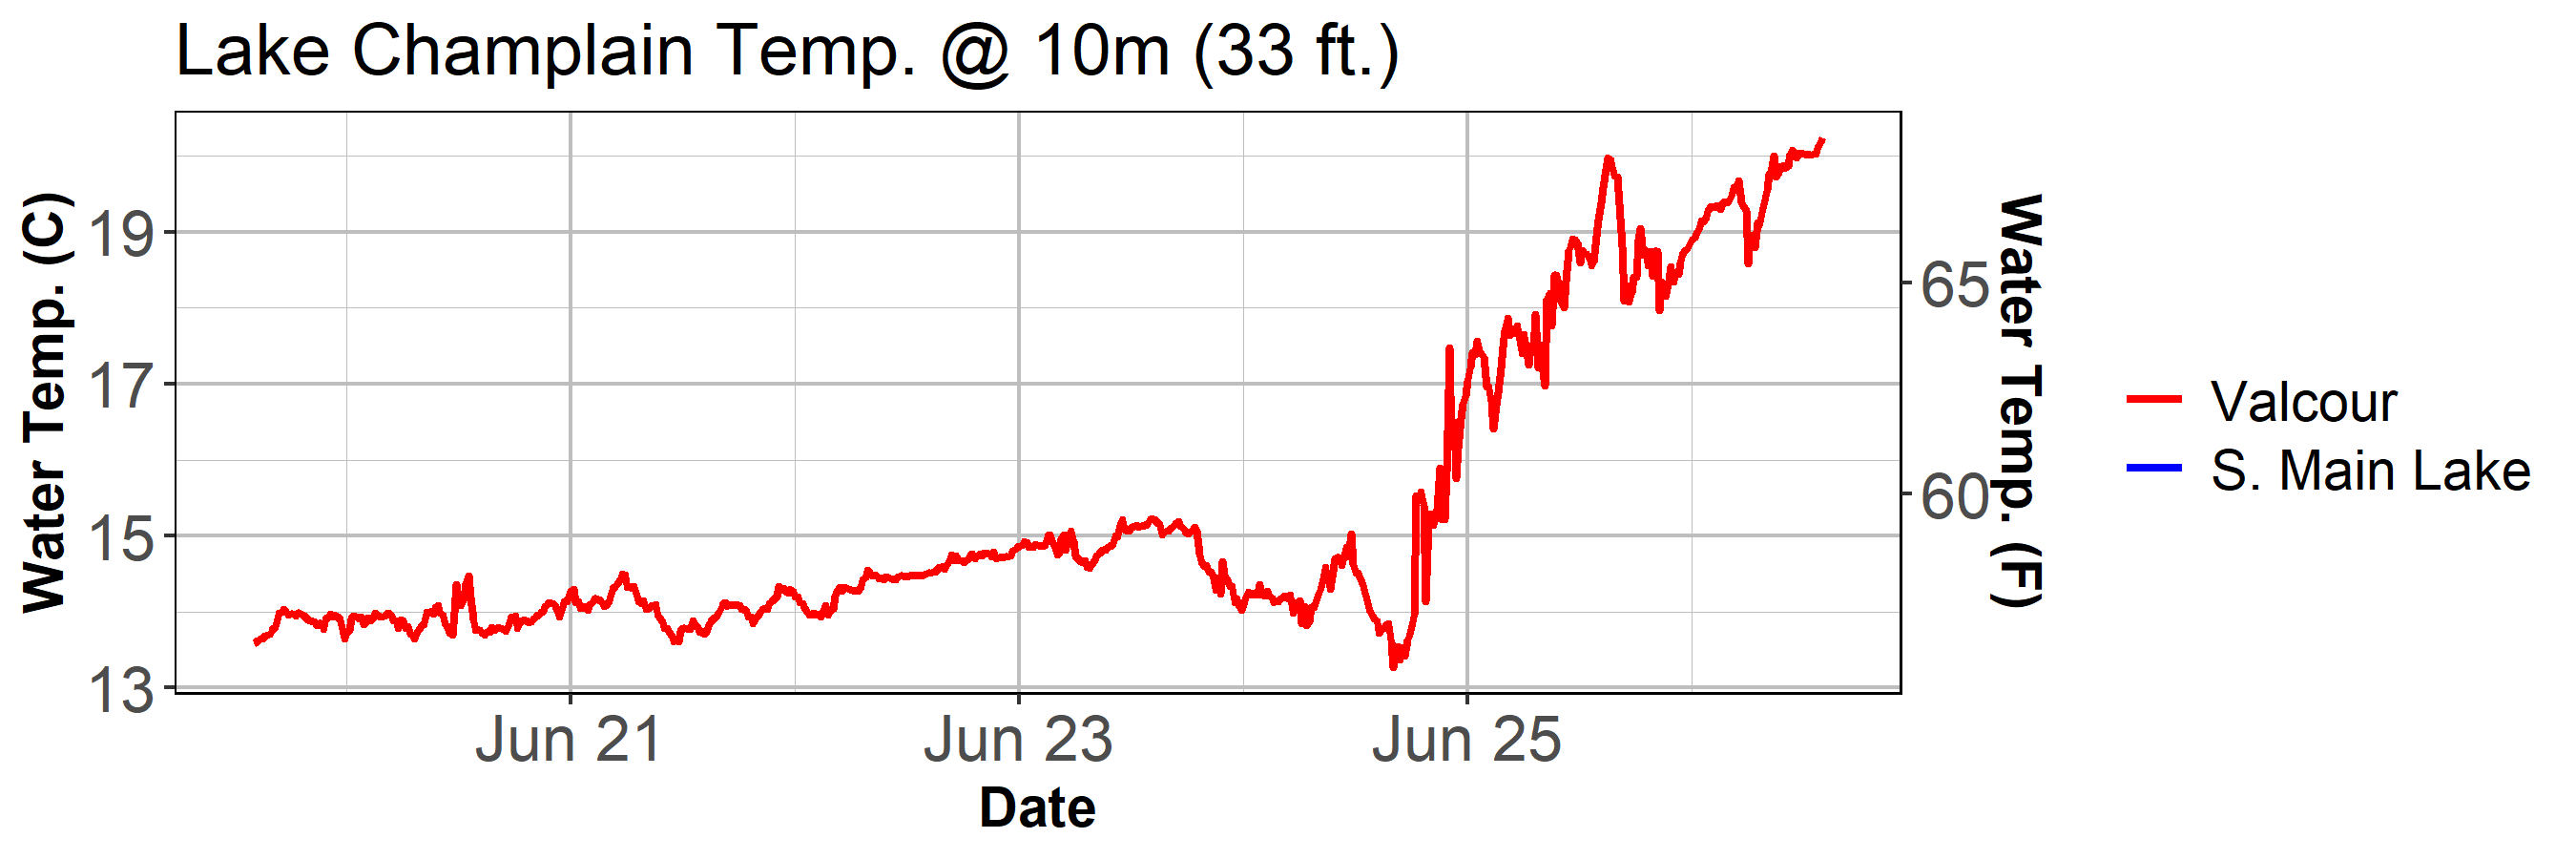 Lake Champlain Temp. @ 10m (33 ft.)
Water Temp. (C)
19
17
15
13
65
60
Water Temp. (F)
Jun 21
Jun 23
Jun 25
Date
Valcour
S. Main Lake